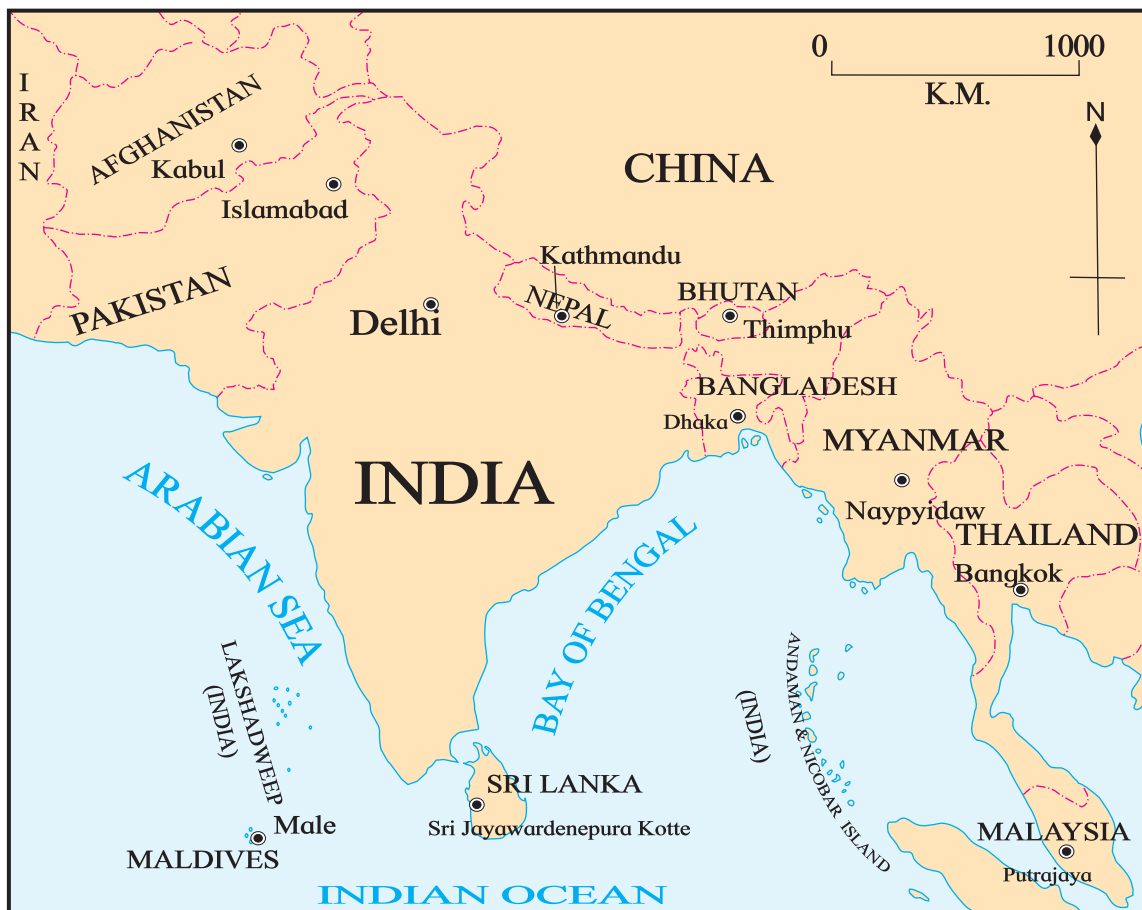 0 1000
K.M.
N
IRAN
AFGHANISTAN
Kabul
Islamabad
CHINA
PAKISTAN
Kathmandu
NEPAL
BHUTAN
Thimphu
Delhi
BANGLADESH
Dhaka
MYANMAR
Naypyidaw
INDIA
THAILAND
Bangkok
ARABIAN SEA
BAY OF BENGAL
LAKSHADWEEP
(INDIA)
ANDAMAN & NICOBAR ISLAND
(INDIA)
SRI LANKA
Sri Jayawardenepura Kotte
Male
MALDIVES
MALAYSIA
Putrajaya
INDIAN OCEAN